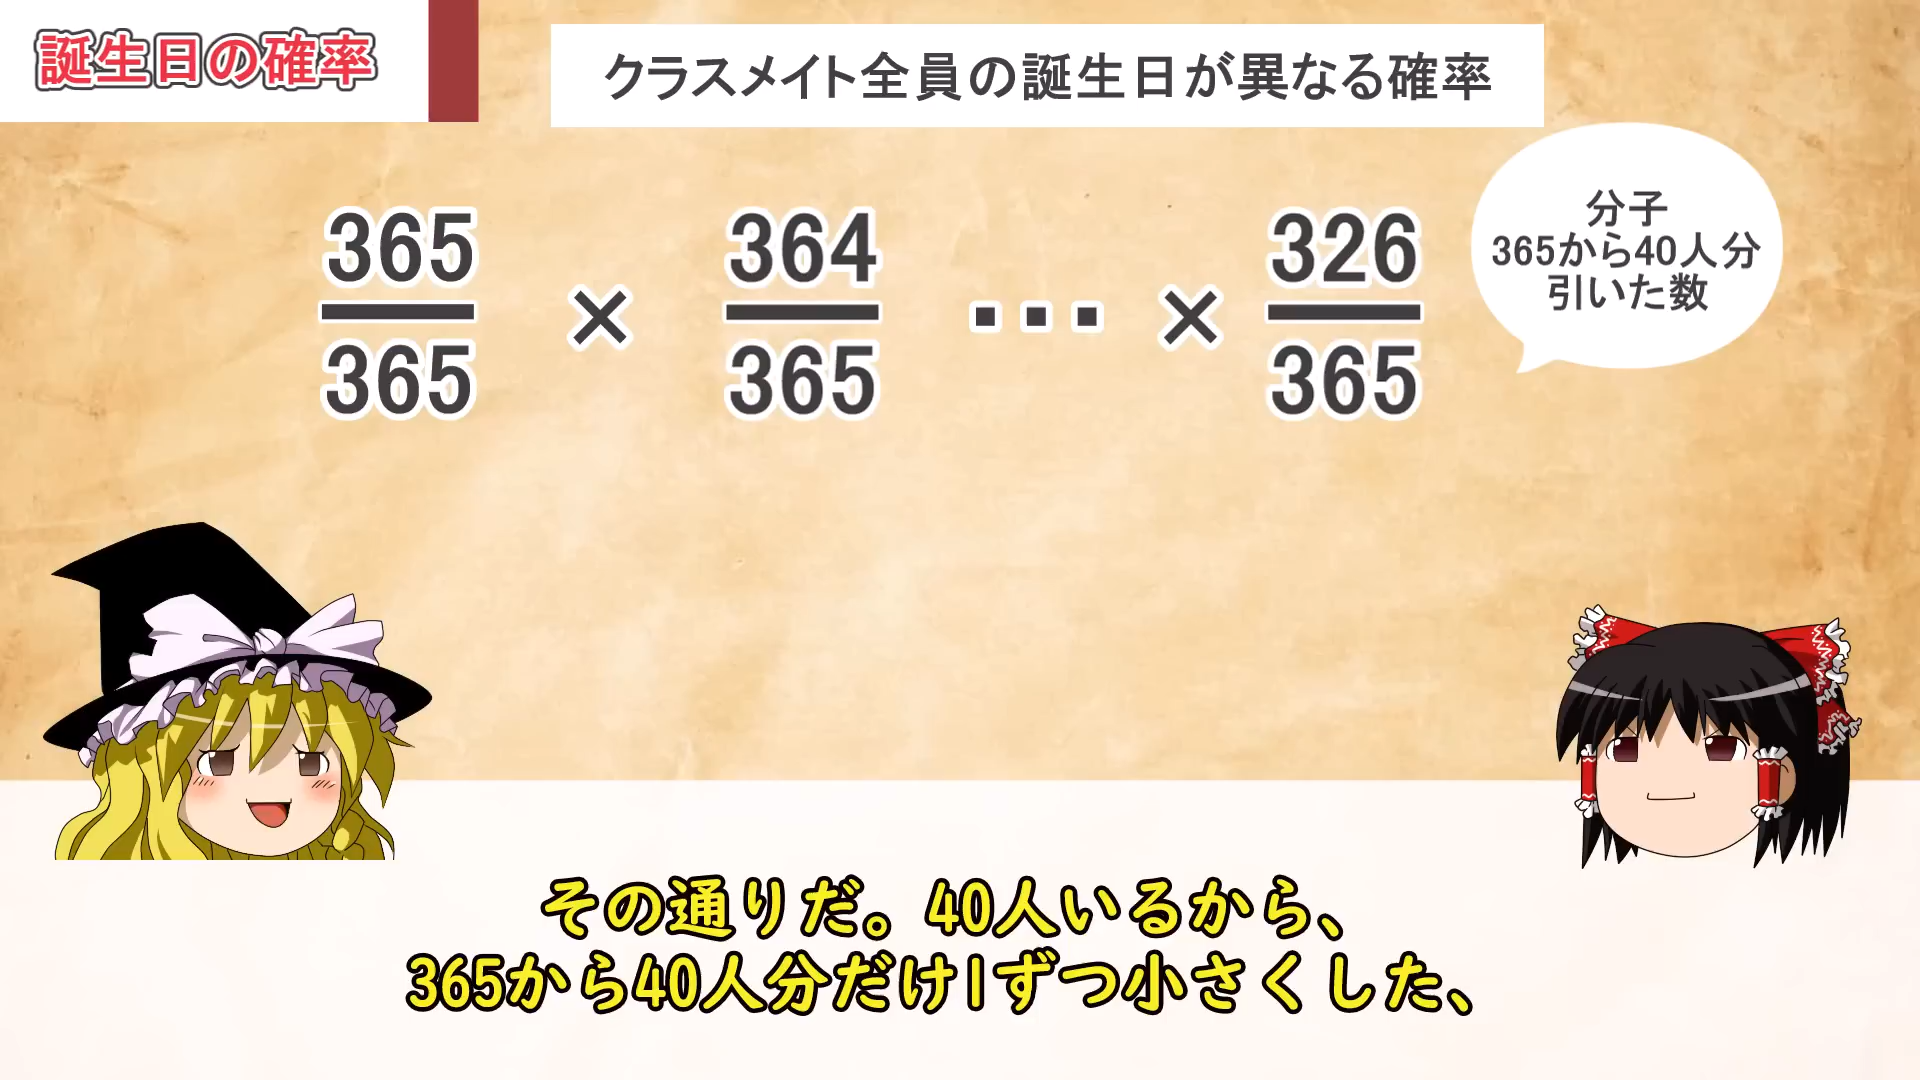 誕生日の確率
クラスメイト全員の誕生日が異なる確率
365
365
×
364
365
…
×
326
365
分子
365から40人分
引いた数
その通りだ。40人いるから、
365から40人分だけ1ずつ小さくした、